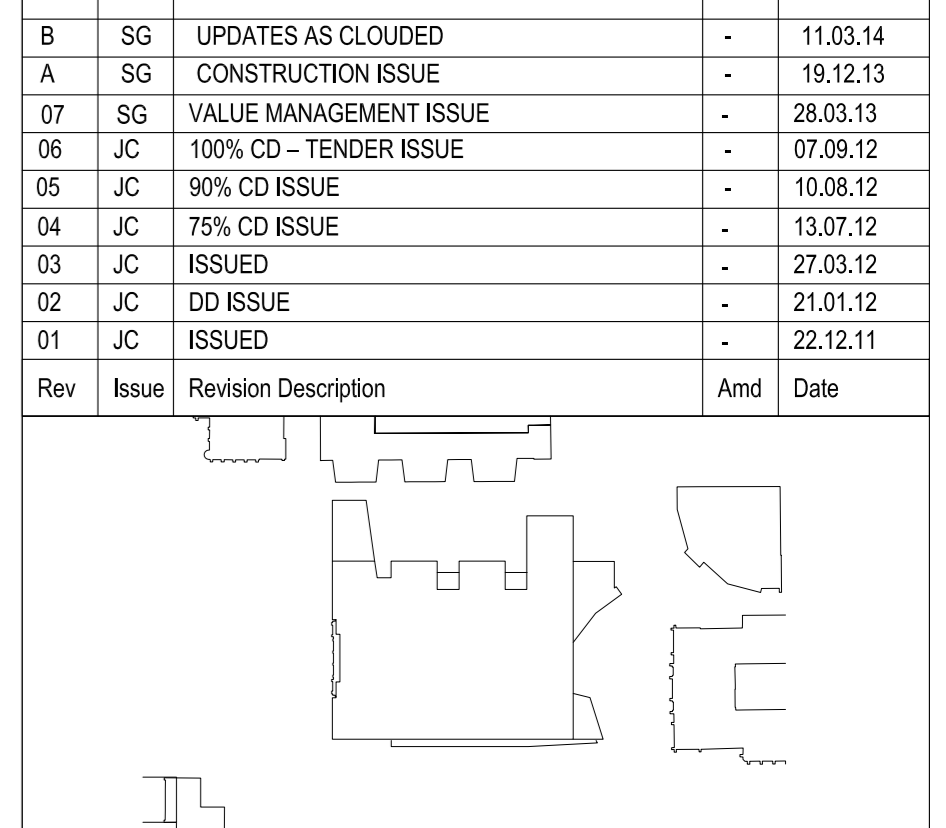 B SG UPDATES AS CLOUDED - 11.03.14
A SG CONSTRUCTION ISSUE - 19.12.13
07 SG VALUE MANAGEMENT ISSUE - 28.03.13
06 JC 100% CD – TENDER ISSUE - 07.09.12
05 JC 90% CD ISSUE - 10.08.12
04 JC 75% CD ISSUE - 13.07.12
03 JC ISSUED - 27.03.12
02 JC DD ISSUE - 21.01.12
01 JC ISSUED - 22.12.11
Rev Issue Revision Description Amd Date